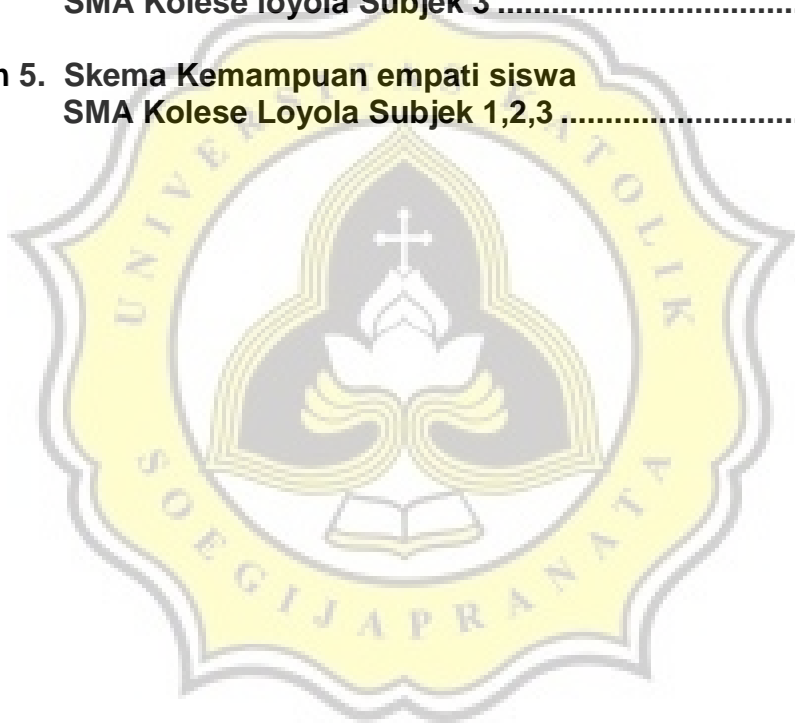 SMA Kolese loyola Subjek 3 ....................................
5. Skema Kemampuan empati siswa
SMA Kolese Loyola Subjek 1,2,3 ...........................
UNIVERSITAS KATOLIK
SOEGIJAPRANATA